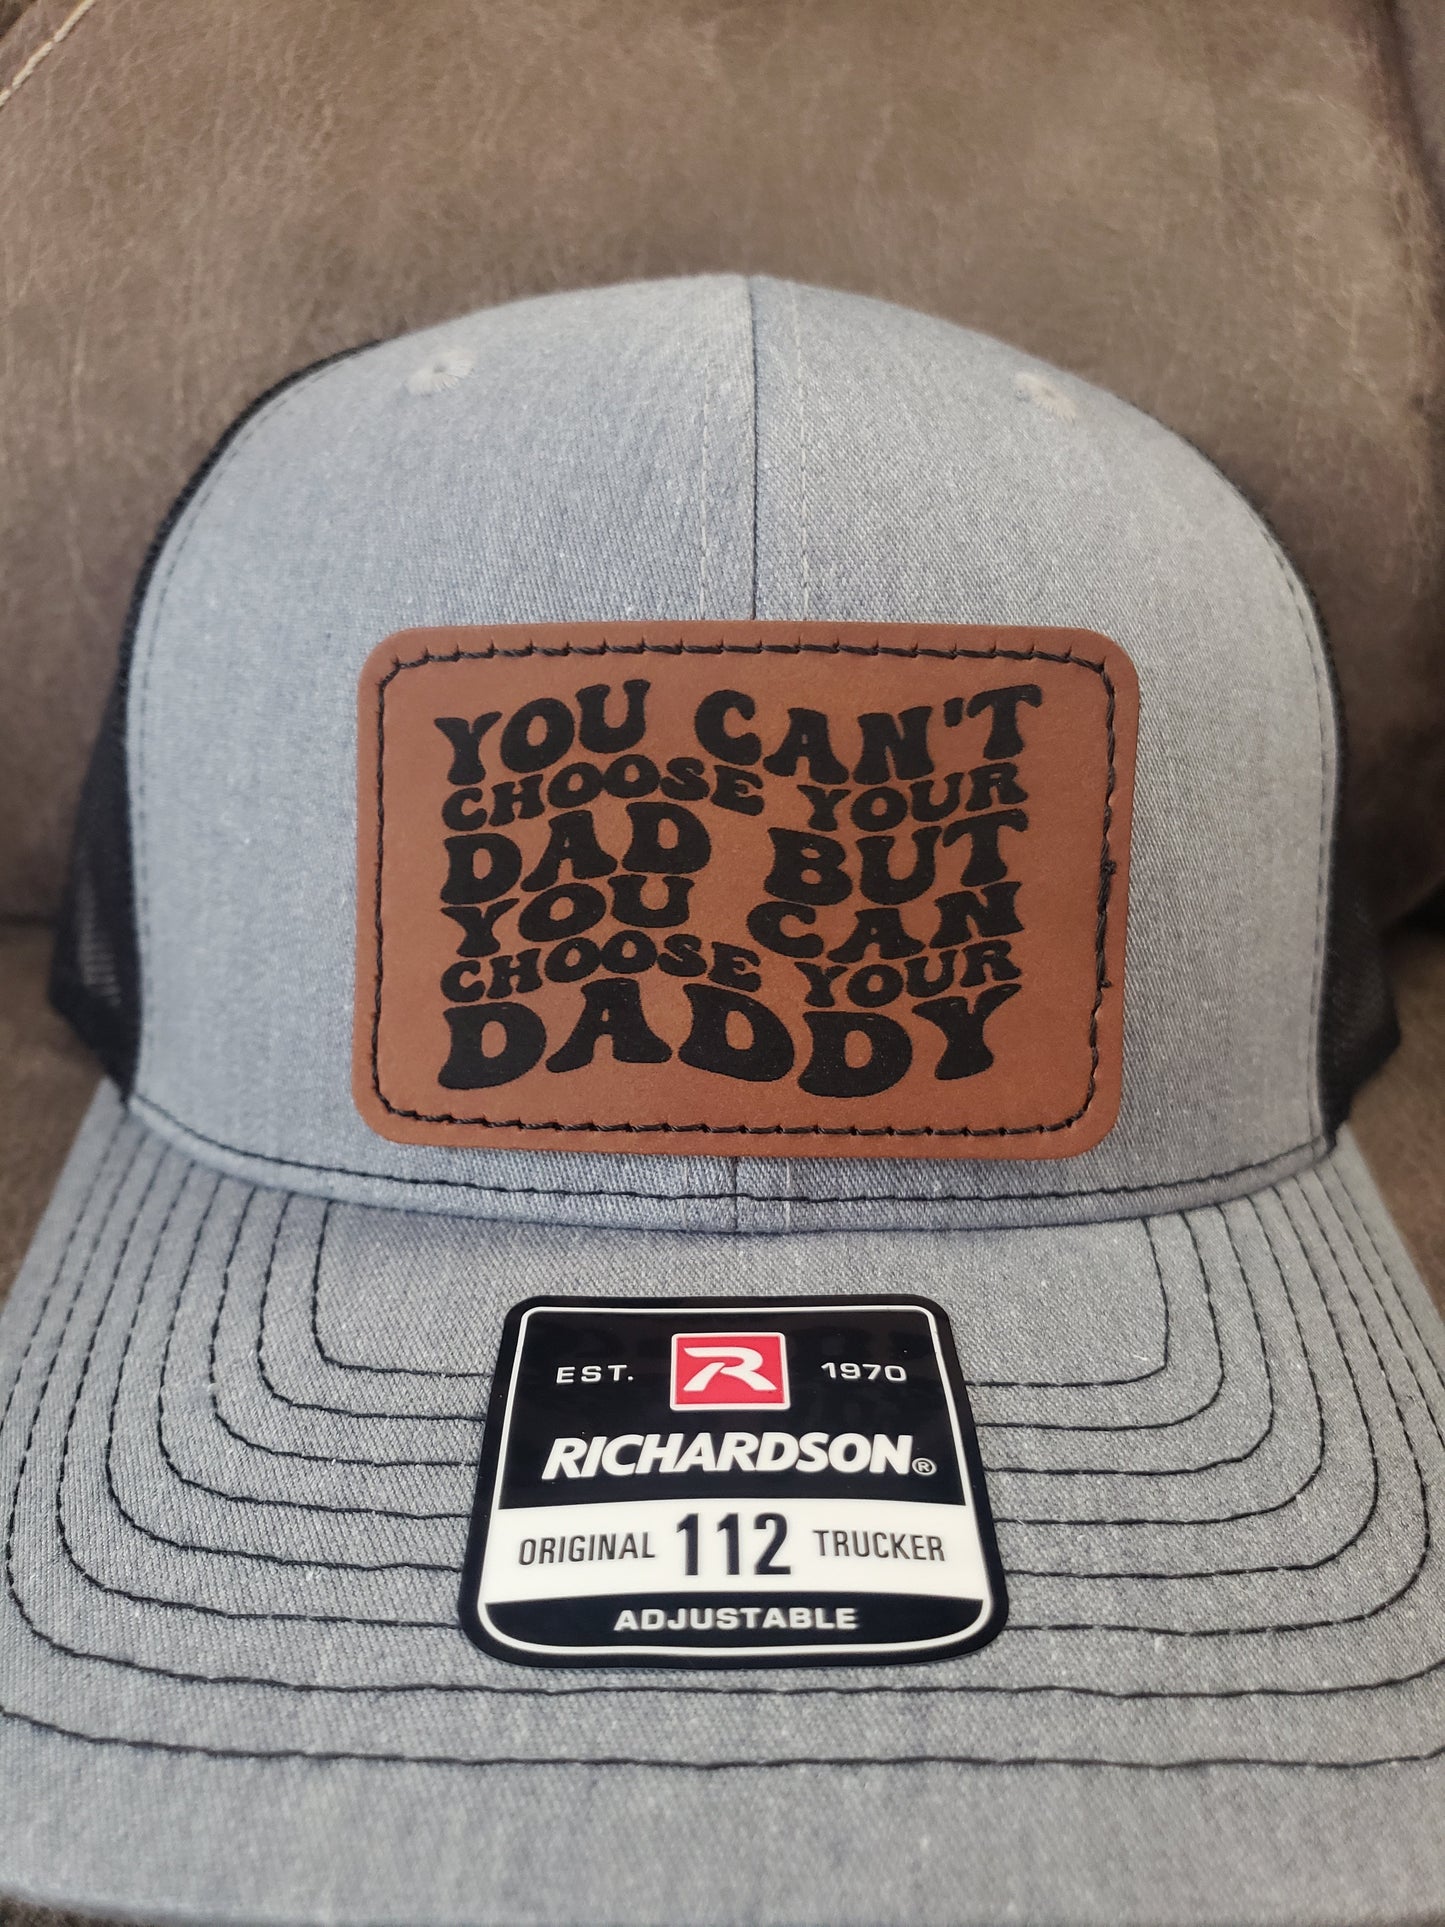 YOU CAN'T
CHOOSE YOUR
DAD BUT
YOU CAN
CHOOSE YOUR
DADDY
EST. R 1970
RICHARDSON®
ORIGINAL 112 TRUCKER
ADJUSTABLE